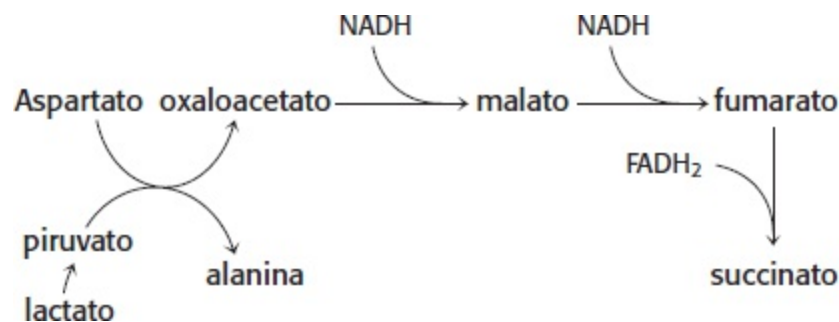 NADH NADH
Aspartato oxaloacetato malato fumarato
FADH₂
piruvato
alanina succinato
lactato